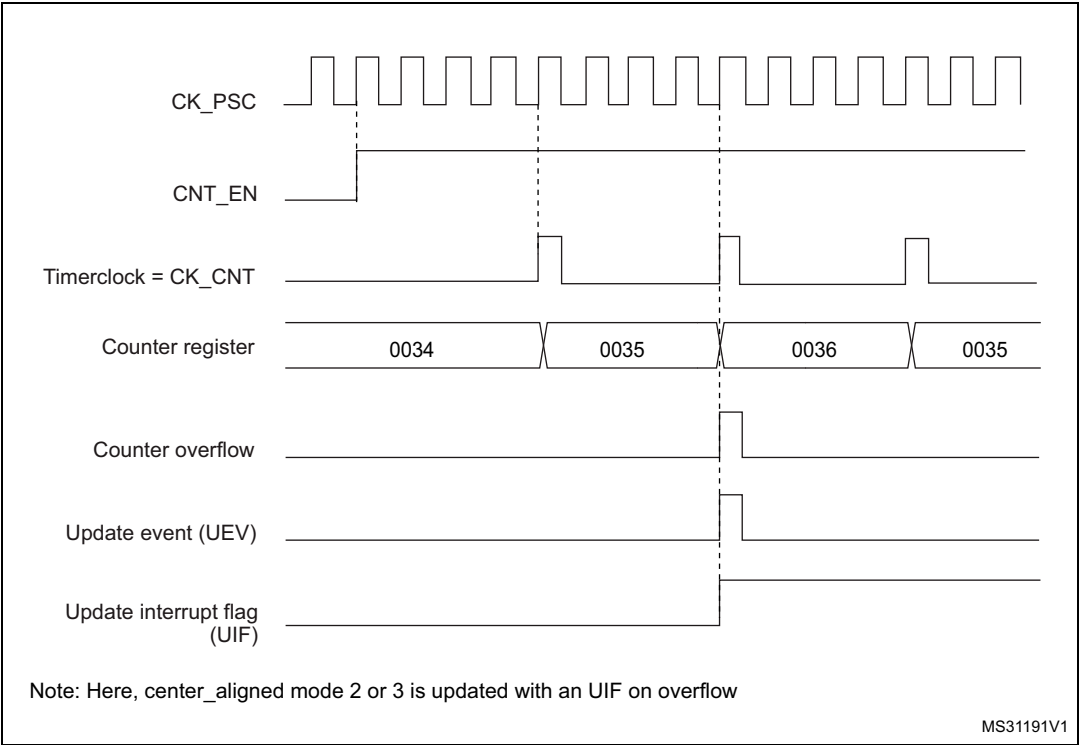 CK_PSC
CNT_EN
Timerclock = CK_CNT
Counter register
0034
0035
0036
0035
Counter overflow
Update event (UEV)
Update interrupt flag
(UIF)
Note: Here, center_aligned mode 2 or 3 is updated with an UIF on overflow
MS31191V1